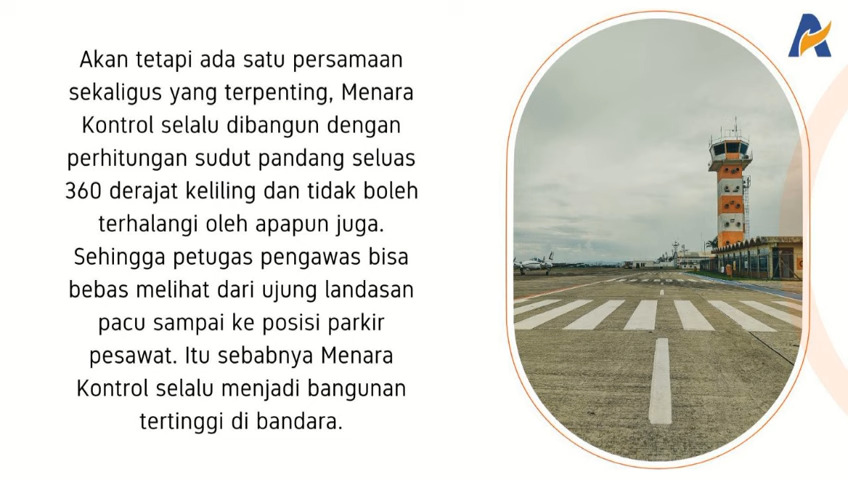 Akan tetapi ada satu persamaan
sekaligus yang terpenting, Menara
Kontrol selalu dibangun dengan
perhitungan sudut pandang seluas
360 derajat keliling dan tidak boleh
terhalangi oleh apapun juga.
Sehingga petugas pengawas bisa
bebas melihat dari ujung landasan
pacu sampai ke posisi parkir
pesawat. Itu sebabnya Menara
Kontrol selalu menjadi bangunan
tertinggi di bandara.